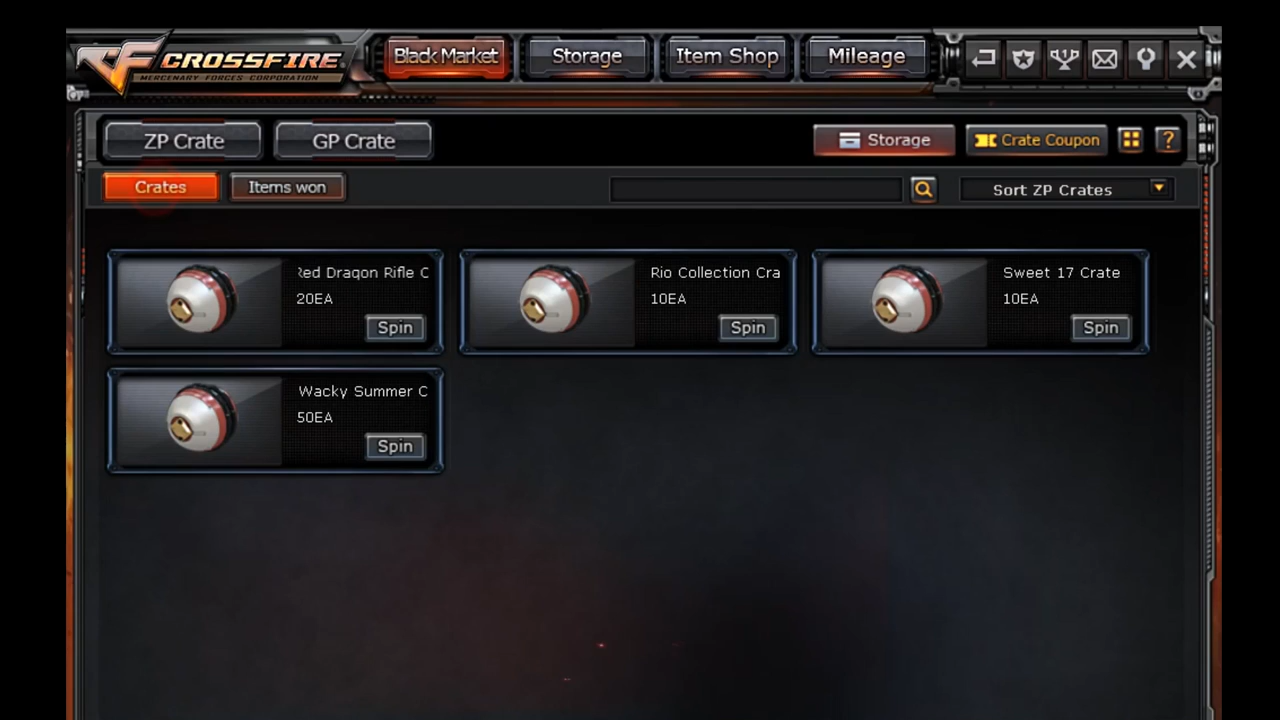 CROSSFIRE
MERCENARY FORCES CORPORATION
Black Market
Storage
Item Shop
Mileage
ZP Crate
GP Crate
Storage
Crate Coupon
?
Crates
Items won
Sort ZP Crates
Red Dragon Rifle C
20EA
Spin
Rio Collection Cra
10EA
Spin
Sweet 17 Crate
10EA
Spin
Wacky Summer C
50EA
Spin